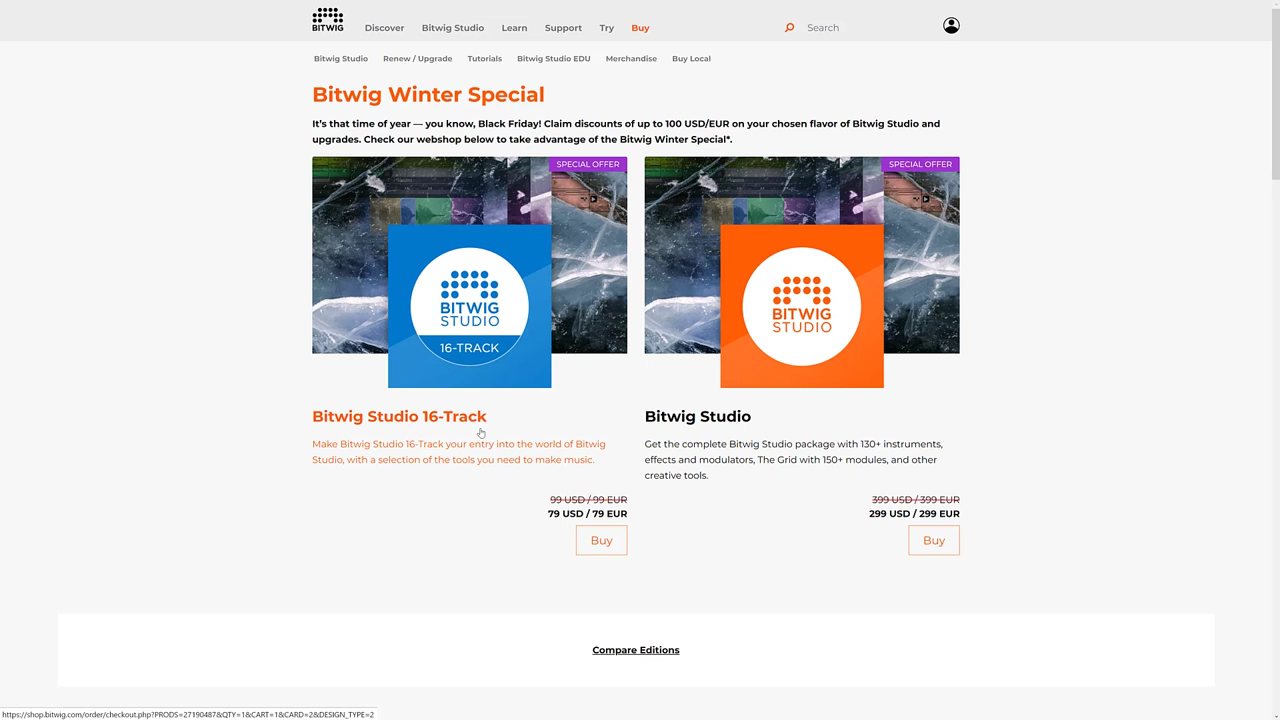 BITWIG
Discover
Bitwig Studio
Learn
Support
Try
Buy
Search
Bitwig Studio
Renew / Upgrade
Tutorials
Bitwig Studio EDU
Merchandise
Buy Local
Bitwig Winter Special
It's that time of year — you know, Black Friday! Claim discounts of up to 100 USD/EUR on your chosen flavor of Bitwig Studio and
upgrades. Check our webshop below to take advantage of the Bitwig Winter Special*.
SPECIAL OFFER
BITWIG
STUDIO
16-TRACK
Bitwig Studio 16-Track
Make Bitwig Studio 16-Track your entry into the world of Bitwig
Studio, with a selection of the tools you need to make music.
99 USD / 99 EUR
79 USD / 79 EUR
Buy
SPECIAL OFFER
BITWIG
STUDIO
Bitwig Studio
Get the complete Bitwig Studio package with 130+ instruments,
effects and modulators, The Grid with 150+ modules, and other
creative tools.
399 USD / 399 EUR
299 USD / 299 EUR
Buy
Compare Editions
https://shop.bitwig.com/order/checkout.php?PRODS=27190487&QTY=1&CART=1&CARD=2&DESIGN_TYPE=2